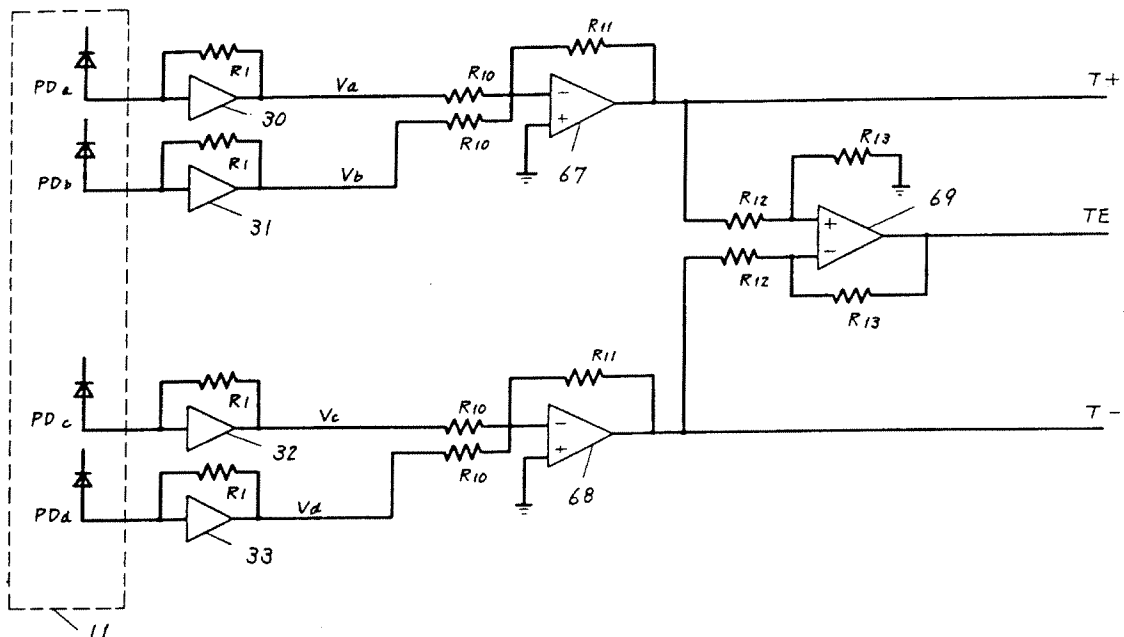 R11
R1
R10
PDa
Va
T+
30
R10
67
R1
R13
PDb
Vb
31
R12
69
TE
R12
R13
R11
R1
R10
PDc
Vc
T-
32
R10
68
R1
PDd
Vd
33
11